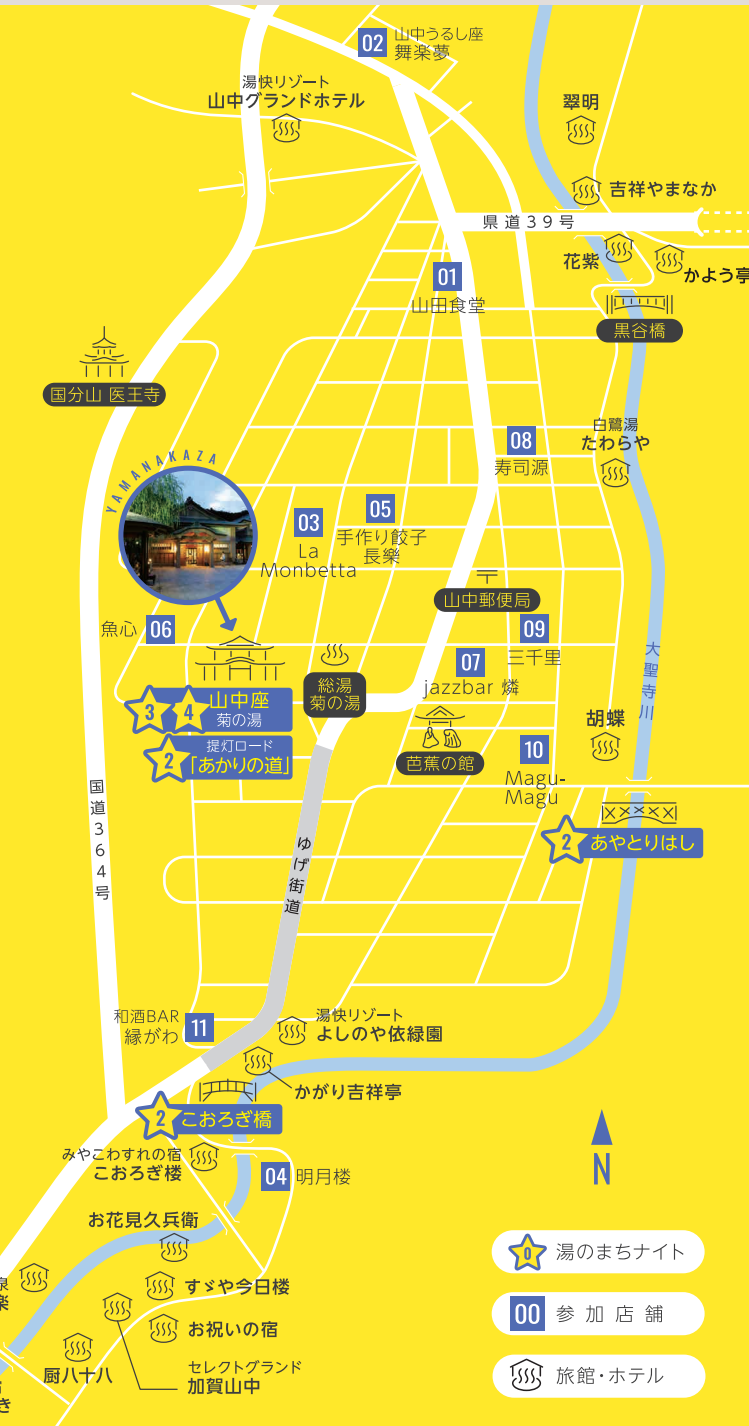 02
山中うるし座
舞楽夢
湯快リゾート
山中グランドホテル
翠明
吉祥やまなか
県道39号
花紫
かよう亭
01
山田食堂
黒谷橋
国分山 医王寺
白鷺湯
たわらや
08
寿司源
YAMANAKAZA
03
La
Monbetta
05
手作り餃子
長樂
山中郵便局
魚心 06
09
三千里
07
jazzbar 燐
大聖寺川
総湯
菊の湯
3 4 山中座
菊の湯
提灯ロード
2 「あかりの道」
胡蝶
芭蕉の館
10
Magu-
Magu
国道364号
2 あやとりはし
ゆげ街道
和酒BAR
縁がわ
11
湯快リゾート
よしのや依緑園
かがり吉祥亭
2 こおろぎ橋
みやこわすれの宿
こおろぎ楼
04 明月楼
N
お花見久兵衛
すゞや今日楼
お祝いの宿
厨八十八
セレクトグランド
加賀山中
楽
き
0 湯のまちナイト
00 参加店舗
旅館・ホテル